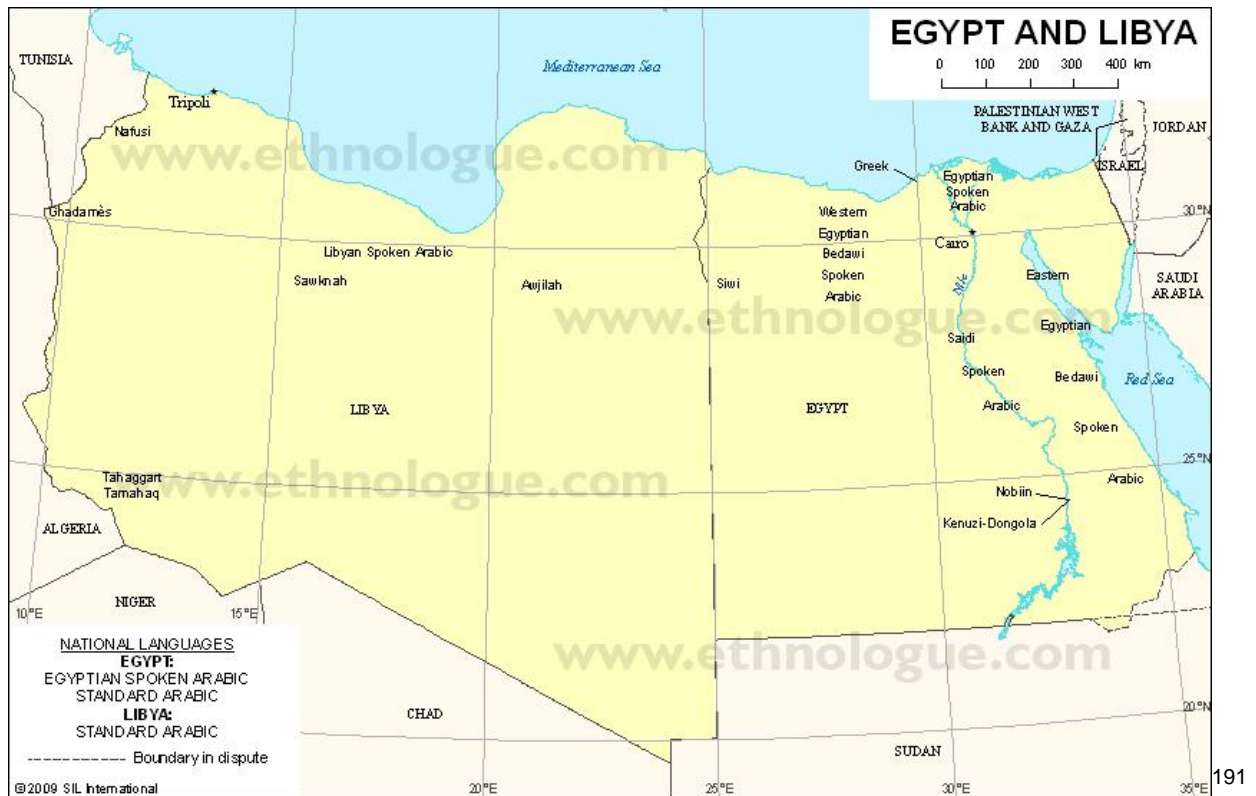 EGYPT AND LIBYA
0 100 200 300 400 km
TUNISIA
Mediterranean Sea
Tripoli
PALESTINIAN WEST
BANK AND GAZA
JORDAN
Nafusi
www.ethnologue.com
Greek
ISRAEL
Egyptian
Spoken
Arabic
Ghadamès
Western
Egyptian
Bedawi
Spoken
Arabic
30°N
Cairo
Libyan Spoken Arabic
Sawknah
Awjilah
Siwi
Nile
Eastern
Egyptian
Bedawi
Spoken
Arabic
SAUDI
ARABIA
www.ethnologue.com
Saidi
Spoken
Arabic
Red Sea
LIBYA
EGYPT
25°N
Tahaggart
Tamahaq
www.ethnologue.com
Nobiin
Kenuzi-Dongola
ALGERIA
NIGER
10°E
15°E
www.ethnologue.com
NATIONAL LANGUAGES
EGYPT:
EGYPTIAN SPOKEN ARABIC
STANDARD ARABIC
LIBYA:
STANDARD ARABIC
Boundary in dispute
CHAD
SUDAN
20°N
©2009 SIL International
20°E
25°E
30°E
35°E
191